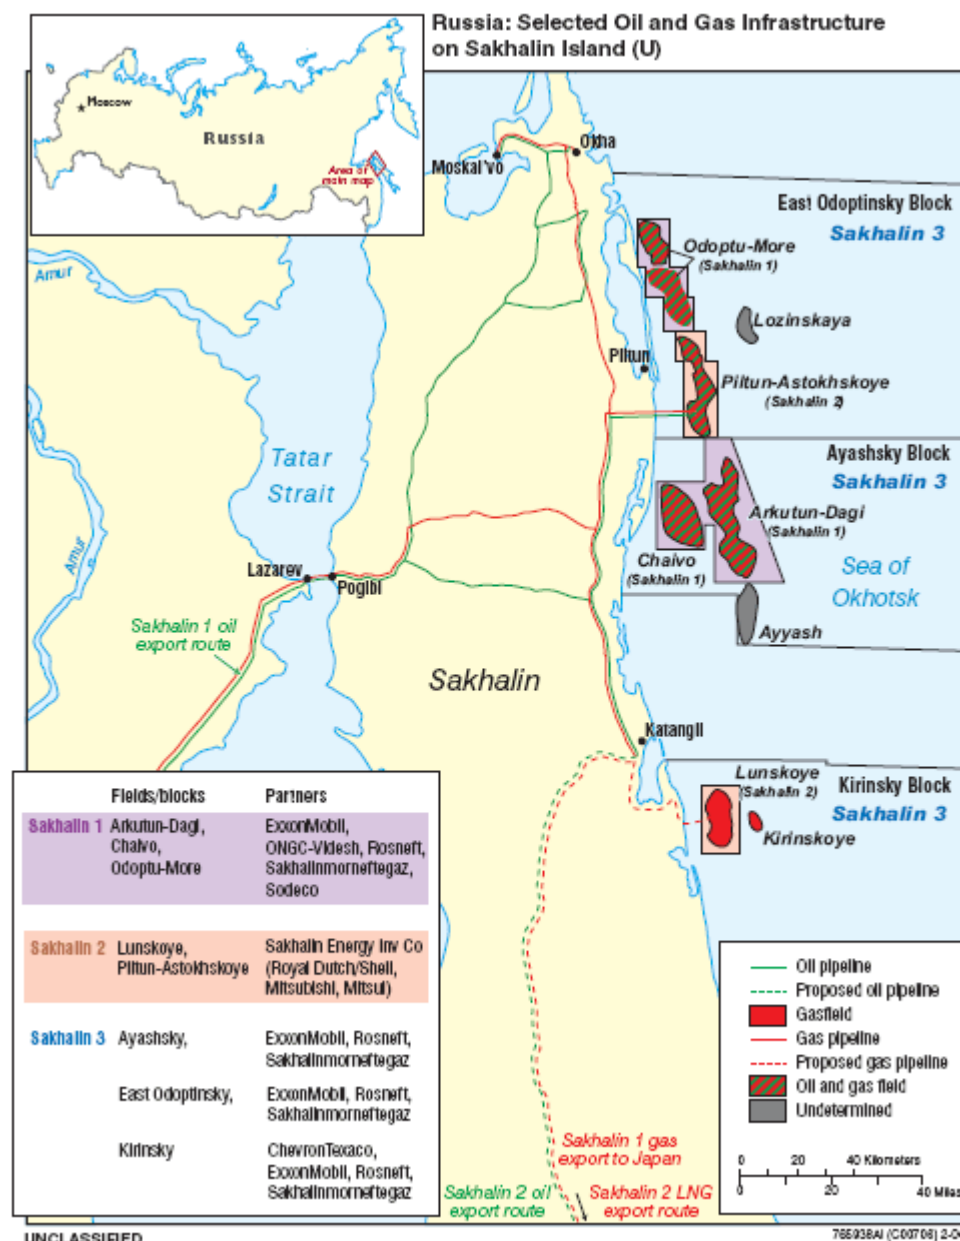 Russia: Selected Oil and Gas Infrastructure
on Sakhalin Island (U)
Moscow
Russia
Area of
main map
Okha
Moskal'vo
East Odoptinsky Block
Sakhalin 3
Odoptu-More
(Sakhalin 1)
Amur
Lozinskaya
Piltun
Piltun-Astokhskoye
(Sakhalin 2)
Ayashsky Block
Sakhalin 3
Tatar
Strait
Arkutun-Dagi
(Sakhalin 1)
Chaivo
(Sakhalin 1)
Amur
Lazarev
Pogibi
Sea of
Okhotsk
Ayyash
Sakhalin 1 oil
export route
Sakhalin
Katangli
Lunskoye
(Sakhalin 2)
Kirinsky Block
Sakhalin 3
Kirinskoye
Fields/blocks Partners
Sakhalin 1 Arkutun-Dagi, ExxonMobil,
Chaivo, ONGC-Videsh, Rosneft,
Odoptu-More Sakhalinmorneftegaz,
Sodeco
Sakhalin 2 Lunskoye, Sakhalin Energy Inv Co
Piltun-Astokhskoye (Royal Dutch/Shell,
Mitsubishi, Mitsui)
Sakhalin 3 Ayashsky, ExxonMobil, Rosneft,
Sakhalinmorneftegaz
East Odoptinsky, ExxonMobil, Rosneft,
Sakhalinmorneftegaz
Kirinsky ChevronTexaco,
ExxonMobil, Rosneft,
Sakhalinmorneftegaz
Oil pipeline
Proposed oil pipeline
Gasfield
Gas pipeline
Proposed gas pipeline
Oil and gas field
Undetermined
0 20 40 Kilometers
0 20 40 Miles
Sakhalin 1 gas
export to Japan
Sakhalin 2 oil
export route
Sakhalin 2 LNG
export route
UNCLASSIFIED
765938AI (C00706) 2-0